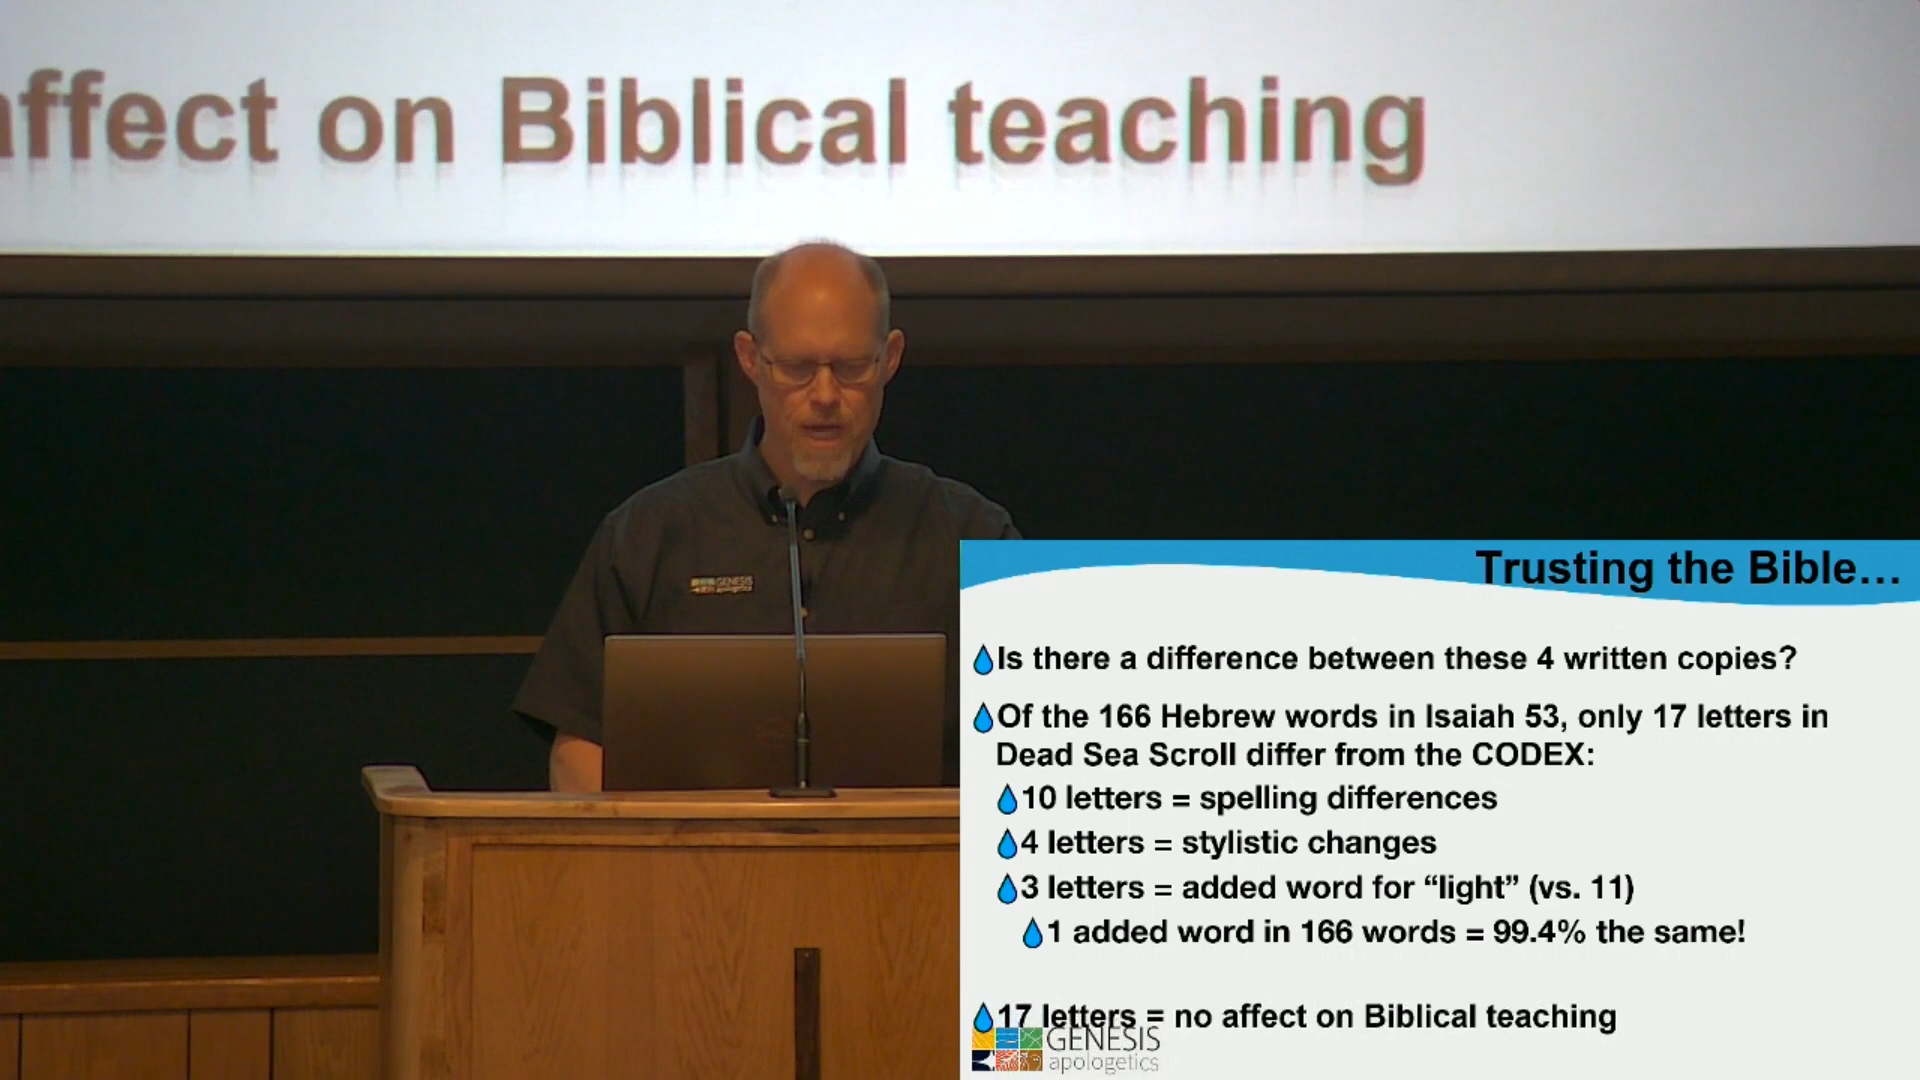 affect on Biblical teaching
GENESIS
apologetics
Trusting the Bible…
Is there a difference between these 4 written copies?
Of the 166 Hebrew words in Isaiah 53, only 17 letters in
Dead Sea Scroll differ from the CODEX:
10 letters = spelling differences
4 letters = stylistic changes
3 letters = added word for “light” (vs. 11)
1 added word in 166 words = 99.4% the same!
17 letters = no affect on Biblical teaching
GENESIS
apologetics